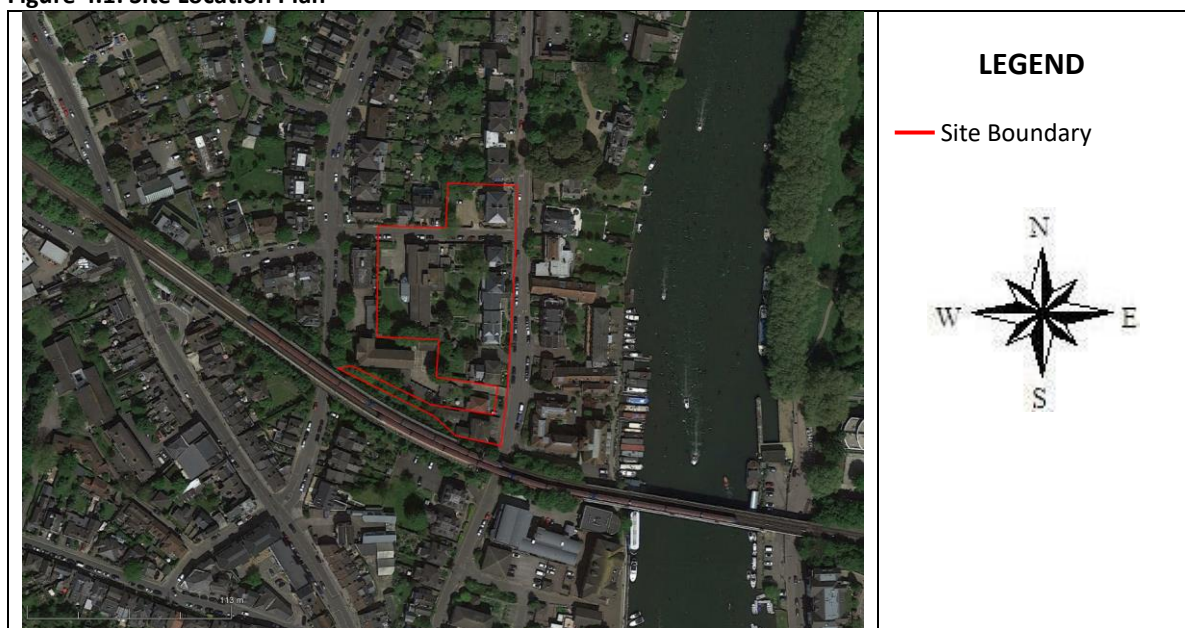 Figure 4.1: Site Location Plan
LEGEND
Site Boundary
N
W
E
S
113 m